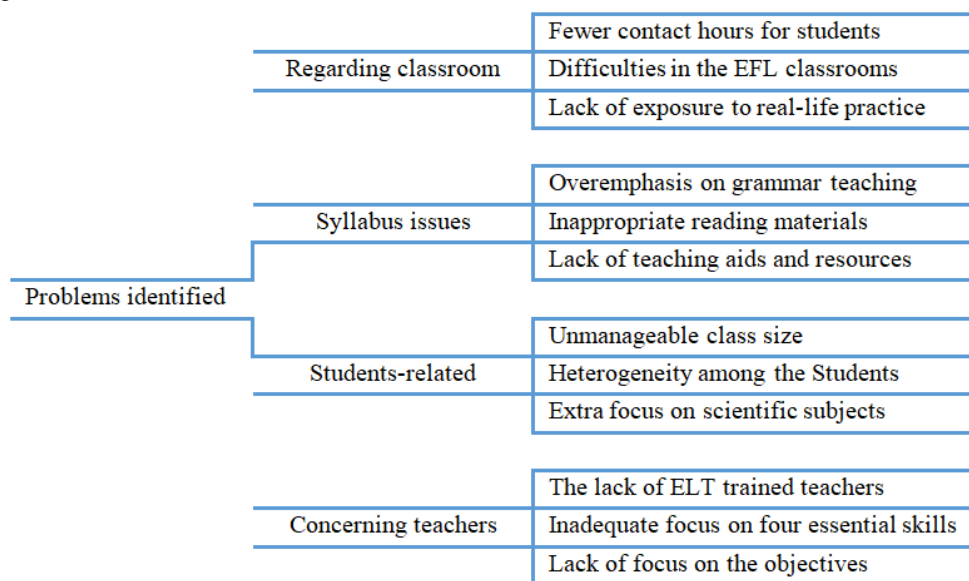 Problems identified
Regarding classroom
Fewer contact hours for students
Difficulties in the EFL classrooms
Lack of exposure to real-life practice
Syllabus issues
Overemphasis on grammar teaching
Inappropriate reading materials
Lack of teaching aids and resources
Students-related
Unmanageable class size
Heterogeneity among the Students
Extra focus on scientific subjects
Concerning teachers
The lack of ELT trained teachers
Inadequate focus on four essential skills
Lack of focus on the objectives